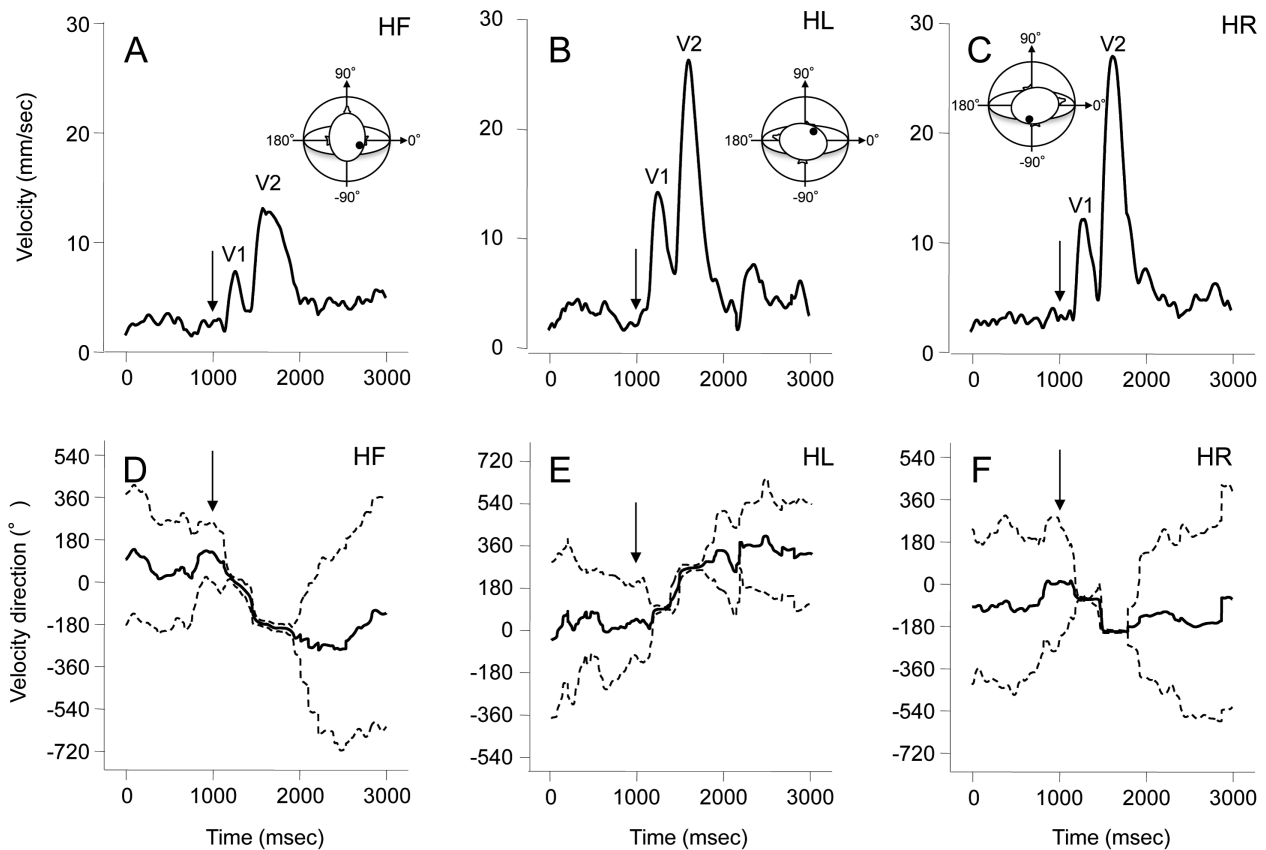 A HF
Velocity (mm/sec)
30
20
10
0
V1
V2
90°
180°
0°
-90°
0 1000 2000 3000
B HL
30
20
10
0
V1
V2
90°
180°
0°
-90°
0 1000 2000 3000
C HR
30
20
10
0
V1
V2
90°
180°
0°
-90°
0 1000 2000 3000
D HF
Velocity direction (°)
540
360
180
0
-180
-360
-540
-720
0 1000 2000 3000
Time (msec)
E HL
720
540
360
180
0
-180
-360
-540
0 1000 2000 3000
Time (msec)
F HR
540
360
180
0
-180
-360
-540
-720
0 1000 2000 3000
Time (msec)